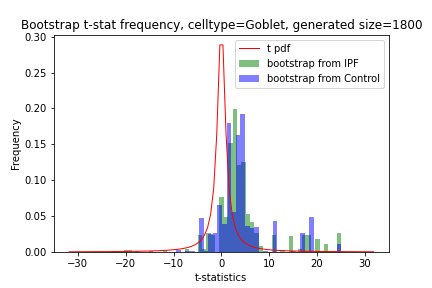 Bootstrap t-stat frequency, celltype=Goblet, generated size=1800
t pdf
bootstrap from IPF
bootstrap from Control
Frequency
0.30
0.25
0.20
0.15
0.10
0.05
0.00
−30
−20
−10
0
10
20
30
t-statistics